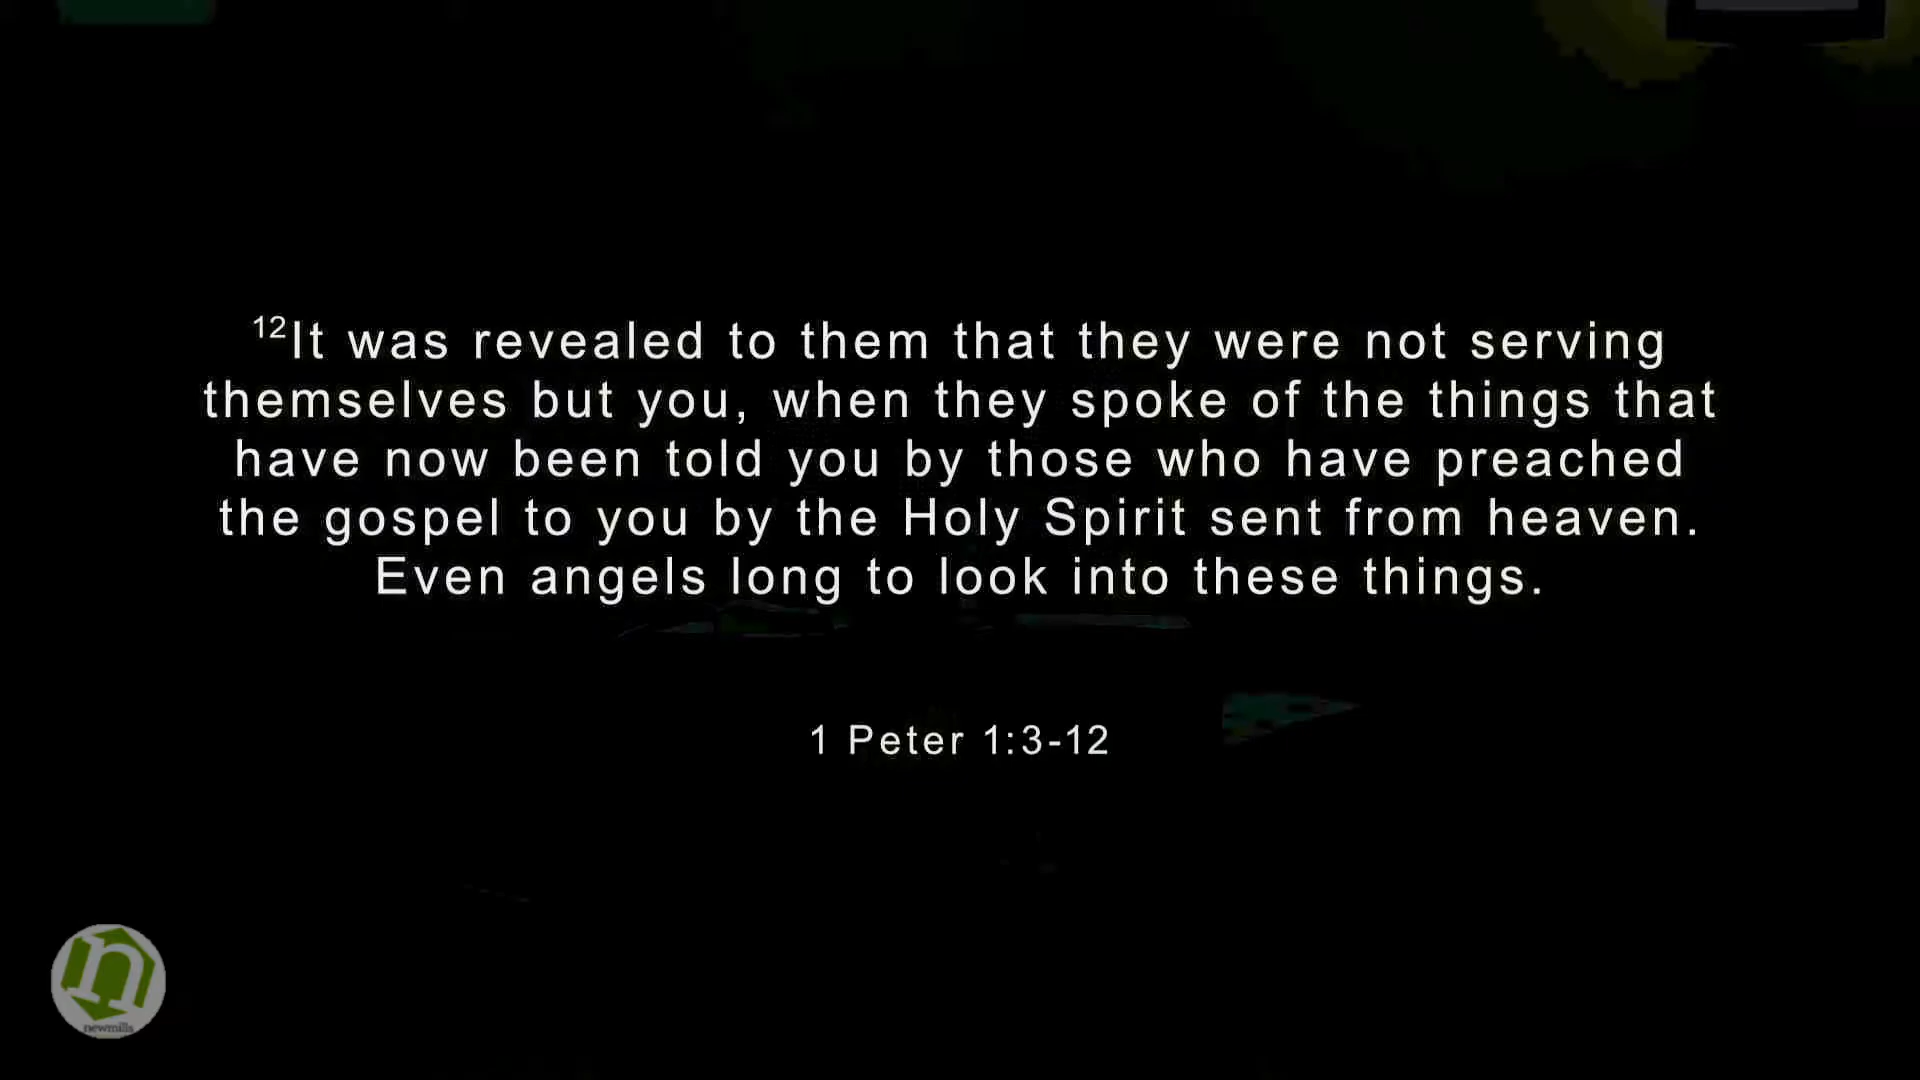 12It was revealed to them that they were not serving
themselves but you, when they spoke of the things that
have now been told you by those who have preached
the gospel to you by the Holy Spirit sent from heaven.
Even angels long to look into these things.
1 Peter 1:3-12
n
newmills